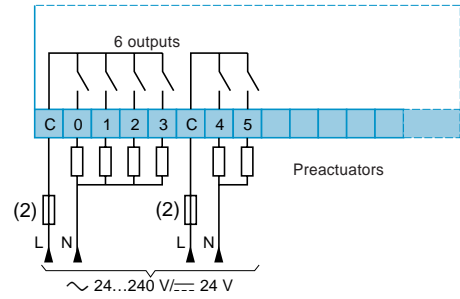 6 outputs
C 0 1 2 3 C 4 5
Preactuators
(2) (2)
L N L N
∼ 24...240 V/⎓ 24 V